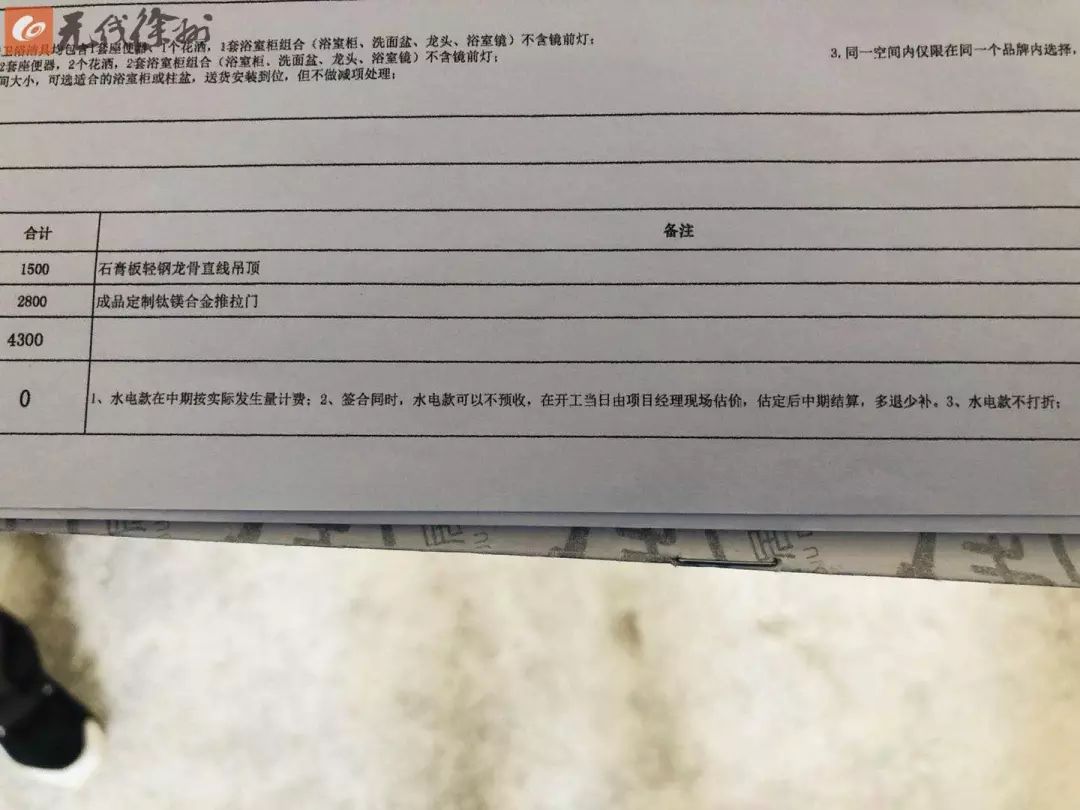 无线徐州
卫浴洁具均包含1套座便器，1个花洒，1套浴室柜组合（浴室柜、洗面盆、龙头、浴室镜）不含镜前灯；
2套座便器，2个花洒，2套浴室柜组合（浴室柜、洗面盆、龙头、浴室镜）不含镜前灯；
3,同一空间内仅限在同一个品牌内选择，
间大小，可选适合的浴室柜或柱盆，送货安装到位，但不做减项处理；
合计 备注
1500 石膏板轻钢龙骨直线吊顶
2800 成品定制钛镁合金推拉门
4300
0 1、水电款在中期按实际发生量计费；2、签合同时，水电款可以不预收，在开工当日由项目经理现场估价，估定后中期结算，多退少补。3、水电款不打折；